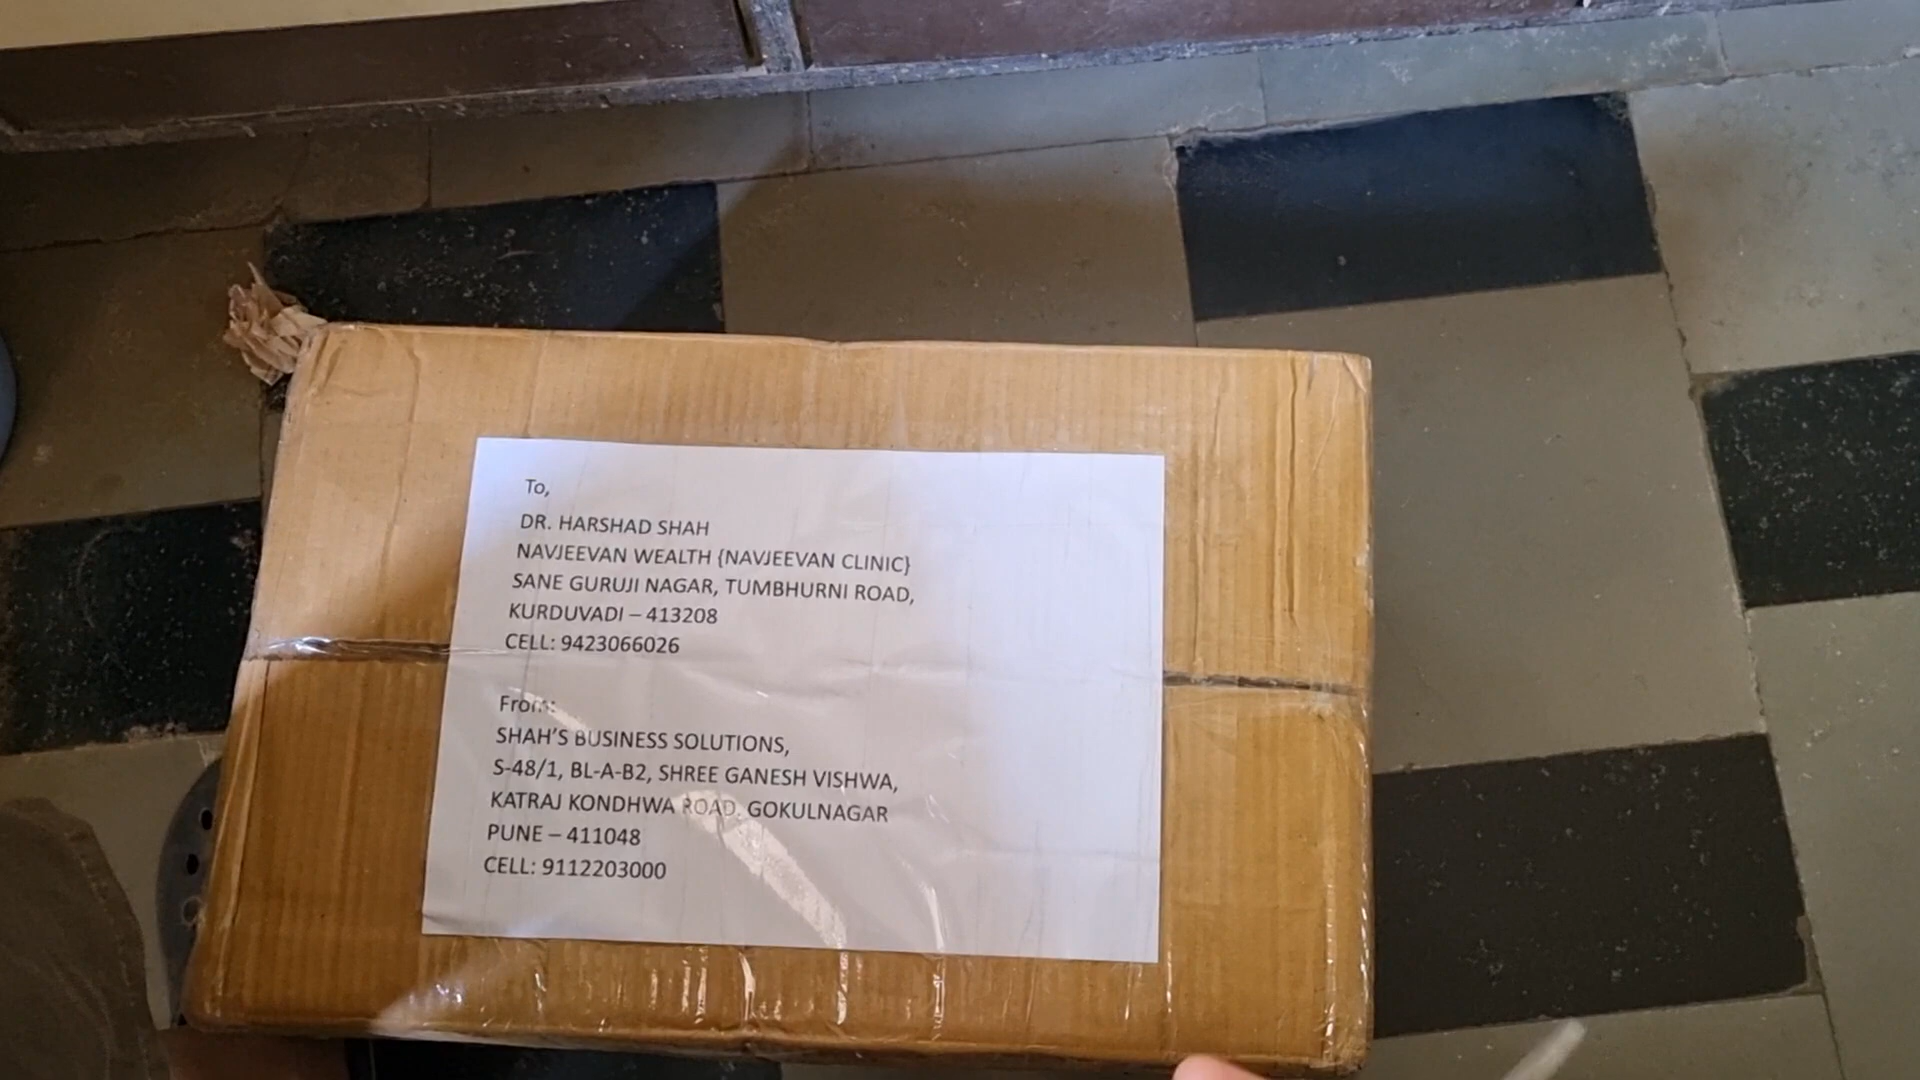 To,
DR. HARSHAD SHAH
NAVJEEVAN WEALTH {NAVJEEVAN CLINIC}
SANE GURUJI NAGAR, TUMBHURNI ROAD,
KURDUVADI – 413208
CELL: 9423066026
From:
SHAH'S BUSINESS SOLUTIONS,
S-48/1, BL-A-B2, SHREE GANESH VISHWA,
KATRAJ KONDHWA ROAD, GOKULNAGAR
PUNE – 411048
CELL: 9112203000